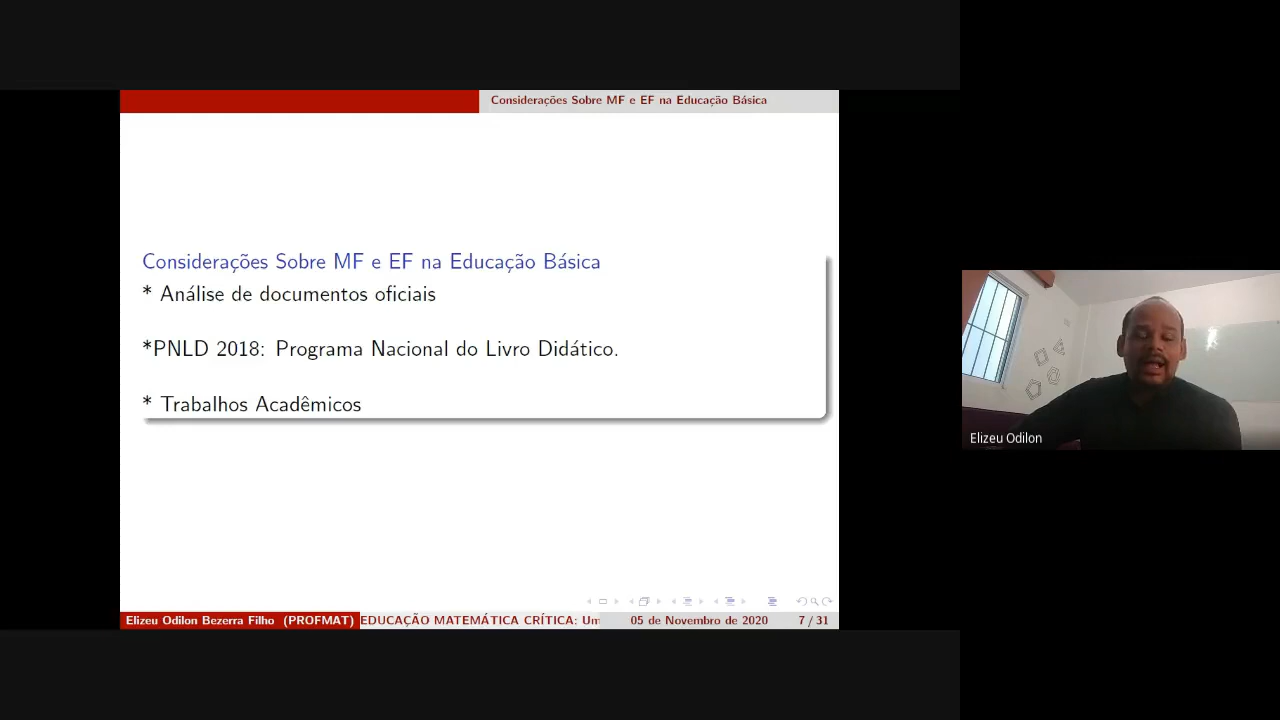 Considerações Sobre MF e EF na Educação Básica
Considerações Sobre MF e EF na Educação Básica
* Análise de documentos oficiais
*PNLD 2018: Programa Nacional do Livro Didático.
* Trabalhos Acadêmicos
Elizeu Odilon
Elizeu Odilon Bezerra Filho (PROFMAT) EDUCAÇÃO MATEMÁTICA CRÍTICA: Um 05 de Novembro de 2020 7 / 31